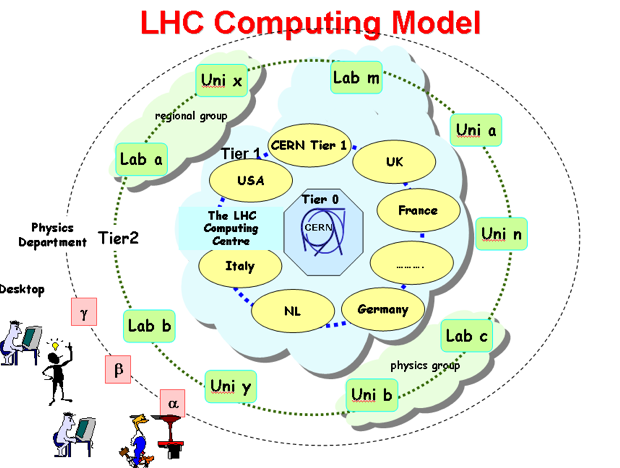 LHC Computing Model
Uni x
Lab m
regional group
Uni a
Lab a
Tier 1
CERN Tier 1
UK
USA
Tier 0
CERN
France
The LHC
Computing
Centre
Physics
Department
Tier2
Uni n
Italy
……….
Desktop
γ
NL
Germany
Lab b
Lab c
β
physics group
Uni y
Uni b
α